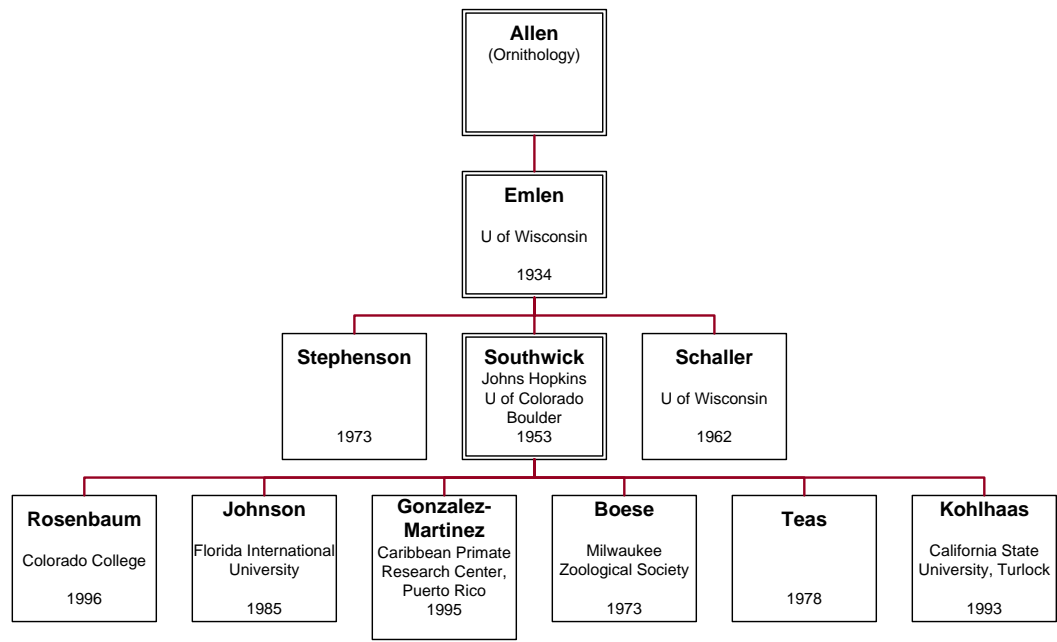 Allen
(Ornithology)
Emlen
U of Wisconsin
1934
Stephenson
1973
Southwick
Johns Hopkins
U of Colorado
Boulder
1953
Schaller
U of Wisconsin
1962
Rosenbaum
Colorado College
1996
Johnson
Florida International
University
1985
Gonzalez-
Martinez
Caribbean Primate
Research Center,
Puerto Rico
1995
Boese
Milwaukee
Zoological Society
1973
Teas
1978
Kohlhaas
California State
University, Turlock
1993